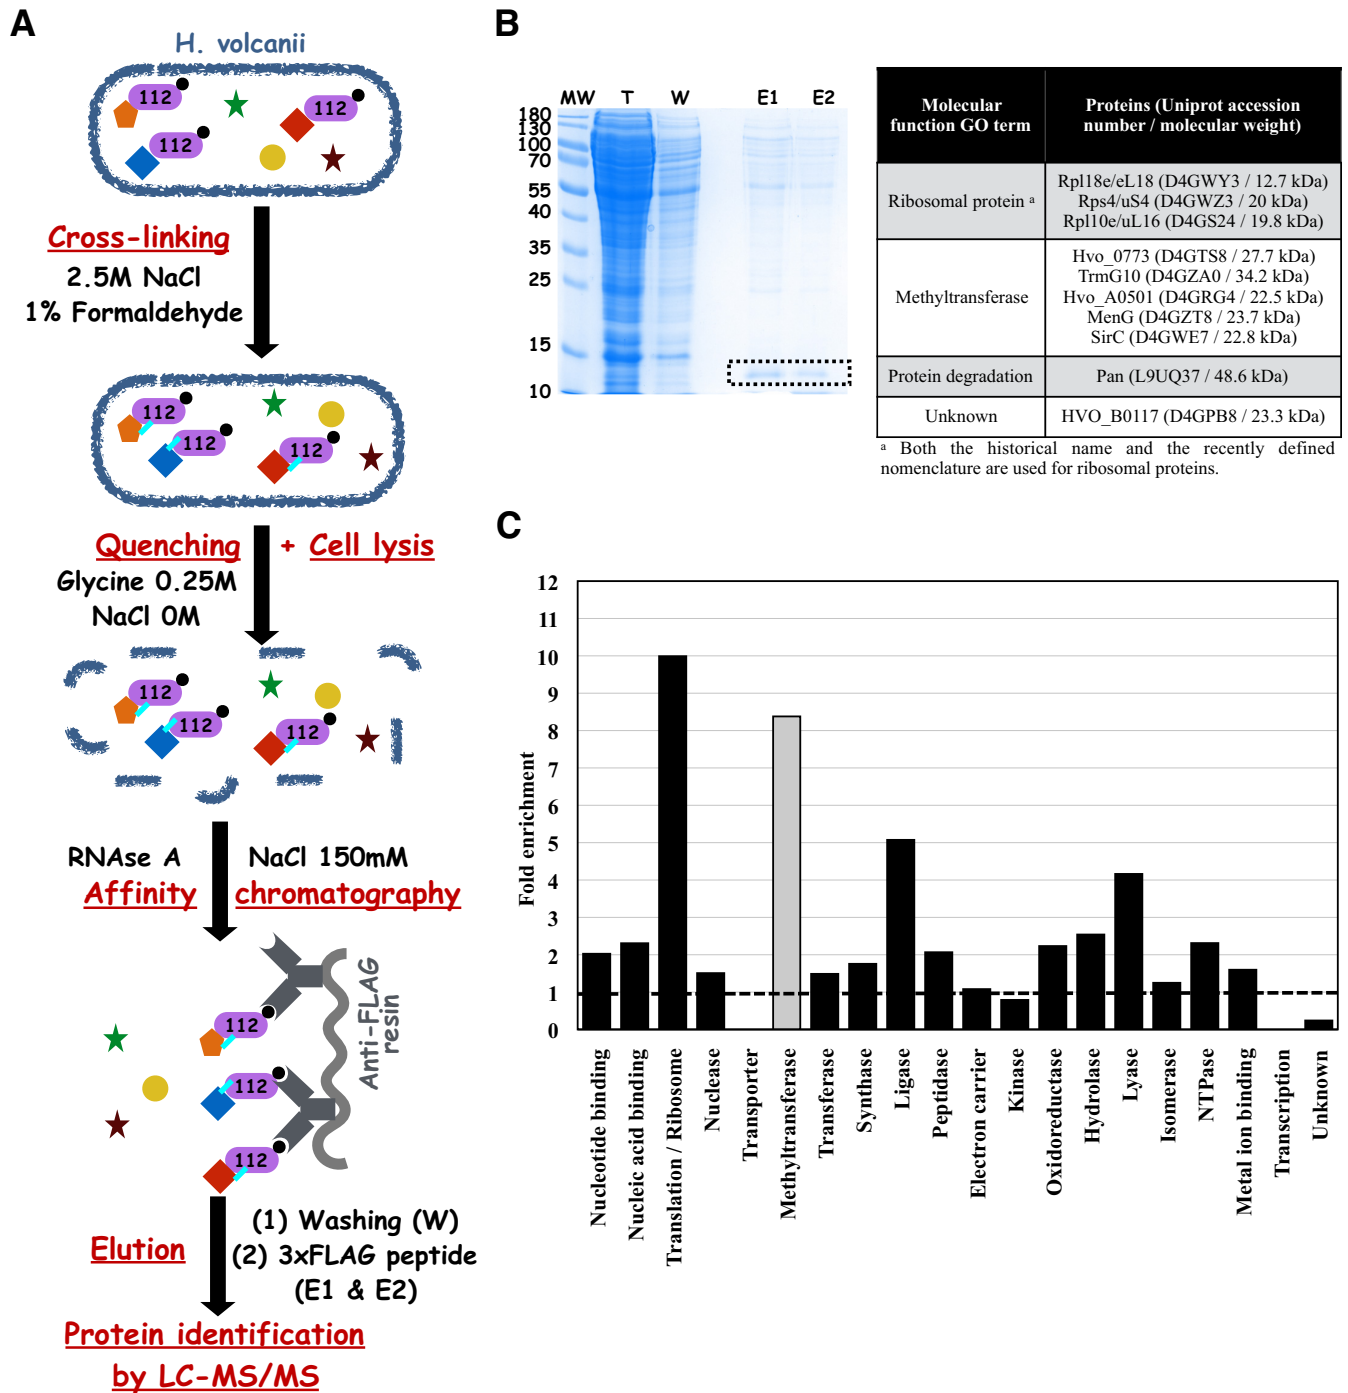 A
H. volcanii
112
112
112
Cross-linking
2.5M NaCl
1% Formaldehyde
112
112
112
Quenching + Cell lysis
Glycine 0.25M
NaCl 0M
112
112
112
RNAse A NaCl 150mM
Affinity chromatography
Anti-FLAG
resin
112
112
112
(1) Washing (W)
Elution (2) 3xFLAG peptide
(E1 & E2)
Protein identification
by LC-MS/MS
B
MW T W E1 E2
180
130
100
70
55
40
35
25
15
10
Molecular function GO term Proteins (Uniprot accession number / molecular weight)
Ribosomal protein a
Rpl18e/eL18 (D4GWY3 / 12.7 kDa)
Rps4/uS4 (D4GWZ3 / 20 kDa)
Rpl10e/uL16 (D4GS24 / 19.8 kDa)
Methyltransferase
Hvo_0773 (D4GTS8 / 27.7 kDa)
TrmG10 (D4GZA0 / 34.2 kDa)
Hvo_A0501 (D4GRG4 / 22.5 kDa)
MenG (D4GZT8 / 23.7 kDa)
SirC (D4GWE7 / 22.8 kDa)
Protein degradation Pan (L9UQ37 / 48.6 kDa)
Unknown HVO_B0117 (D4GPB8 / 23.3 kDa)
a Both the historical name and the recently defined
nomenclature are used for ribosomal proteins.
C
Fold enrichment
12
11
10
9
8
7
6
5
4
3
2
1
0
Nucleotide binding
Nucleic acid binding
Translation / Ribosome
Nuclease
Transporter
Methyltransferase
Transferase
Synthase
Ligase
Peptidase
Electron carrier
Kinase
Oxidoreductase
Hydrolase
Lyase
Isomerase
NTPase
Metal ion binding
Transcription
Unknown